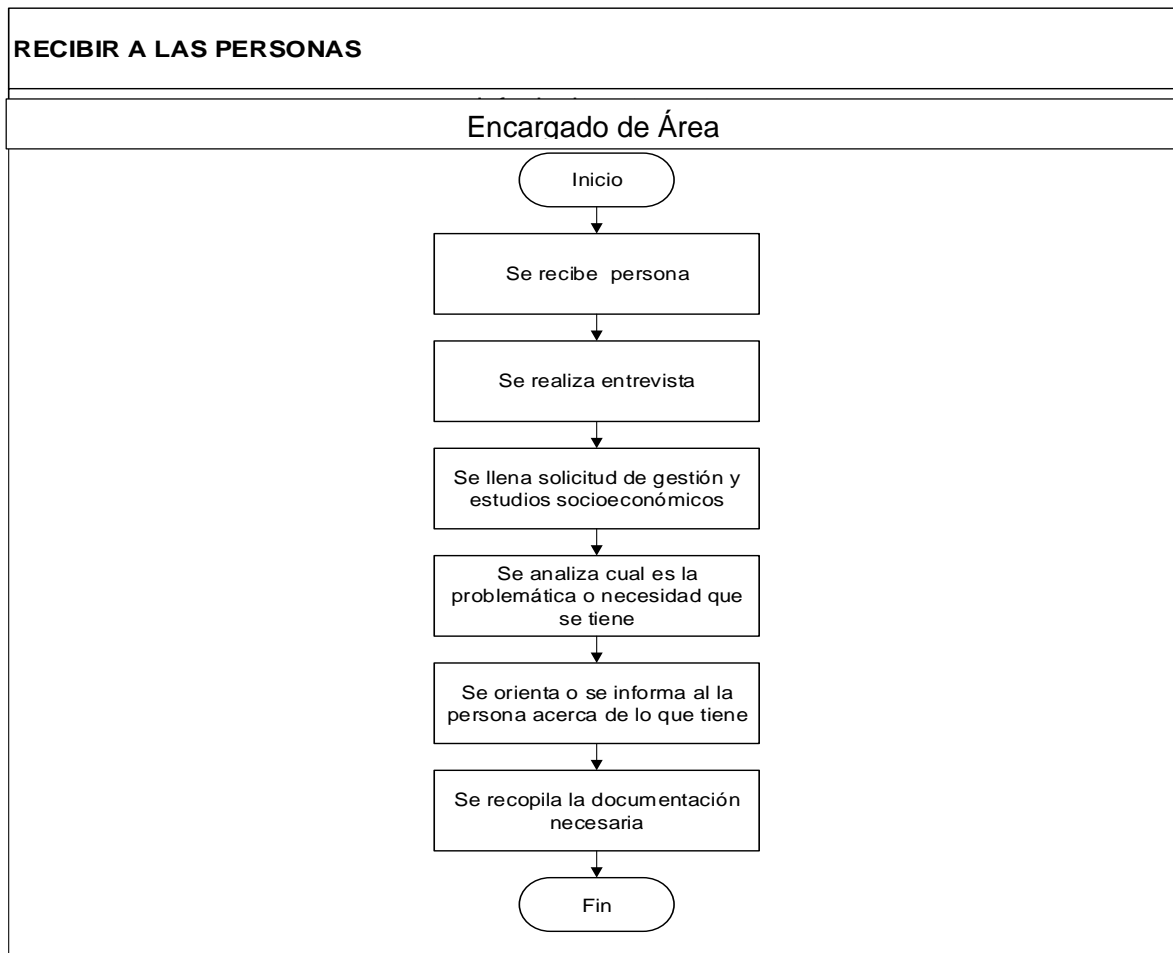 RECIBIR A LAS PERSONAS
Encargado de Área
Inicio
Se recibe persona
Se realiza entrevista
Se llena solicitud de gestión y
estudios socioeconómicos
Se analiza cual es la
problemática o necesidad que
se tiene
Se orienta o se informa al la
persona acerca de lo que tiene
Se recopila la documentación
necesaria
Fin